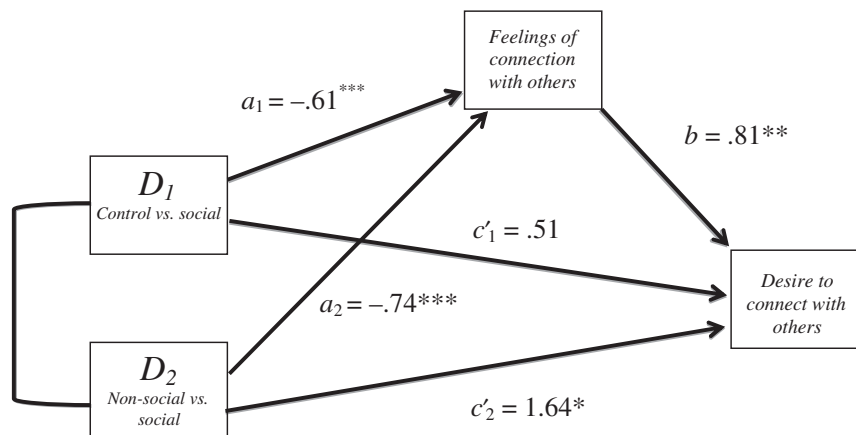 Feelings of
connection
with others
a₁ = –.61***
b = .81**
D₁
Control vs. social
c′₁ = .51
Desire to
connect with
others
a₂ = –.74***
D₂
Non-social vs.
social
c′₂ = 1.64*